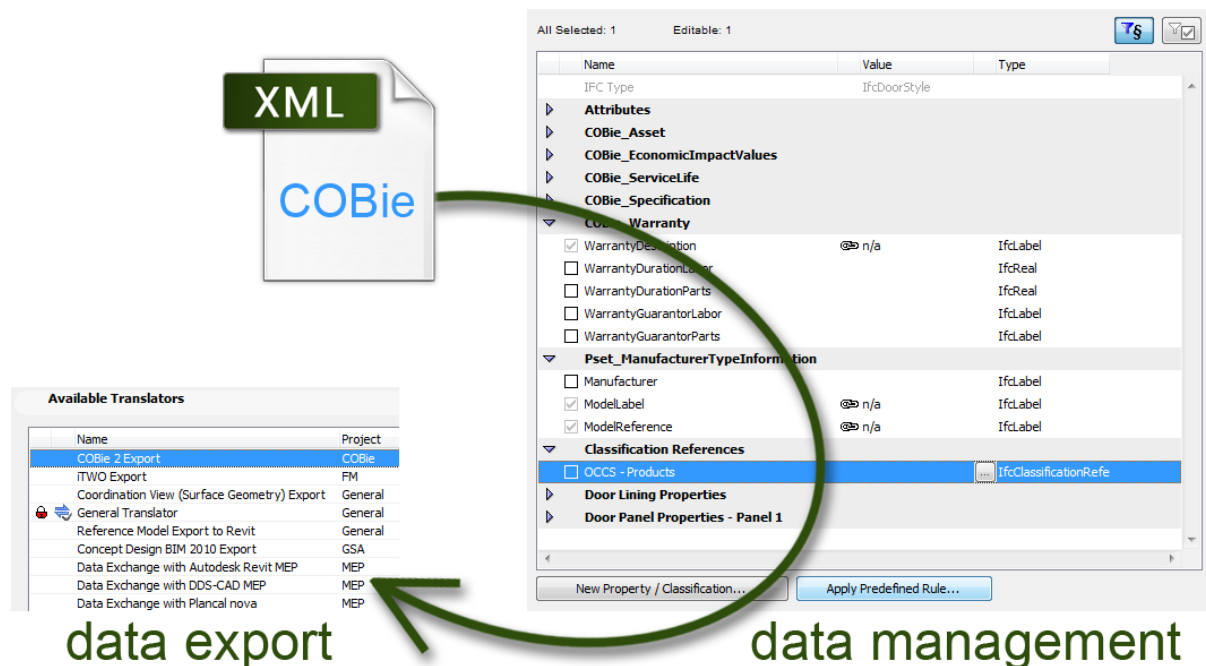 All Selected: 1 Editable: 1
Name Value Type
IFC Type IfcDoorStyle
Attributes
COBie_Asset
COBie_EconomicImpactValues
COBie_ServiceLife
COBie_Specification
COBie_Warranty
WarrantyDescription n/a IfcLabel
WarrantyDurationLabor IfcReal
WarrantyDurationParts IfcReal
WarrantyGuarantorLabor IfcLabel
WarrantyGuarantorParts IfcLabel
Pset_ManufacturerTypeInformation
Manufacturer IfcLabel
ModelLabel n/a IfcLabel
ModelReference n/a IfcLabel
Classification References
OCCS - Products ... IfcClassificationRefe
Door Lining Properties
Door Panel Properties - Panel 1
New Property / Classification... Apply Predefined Rule...
data management
XML
COBie
Available Translators
Name Project
COBie 2 Export COBie
iTWO Export FM
Coordination View (Surface Geometry) Export General
General Translator General
Reference Model Export to Revit General
Concept Design BIM 2010 Export GSA
Data Exchange with Autodesk Revit MEP MEP
Data Exchange with DDS-CAD MEP MEP
Data Exchange with Plancal nova MEP
data export